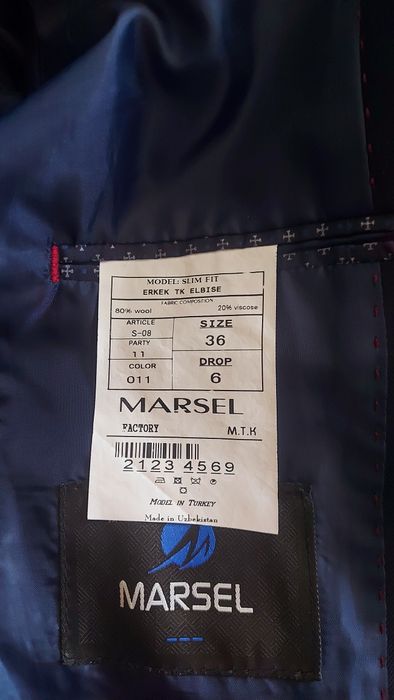 MODEL: SLIM FIT
ERKEK TK ELBISE
FABRIC COMPOSITION
80% wool 20% viscose
ARTICLE SIZE
S-08 36
PARTY
11 DROP
COLOR 6
011
MARSEL
FACTORY M.T.K
2123 4569
MODEL IN TURKEY
Made in Uzbekistan
MARSEL